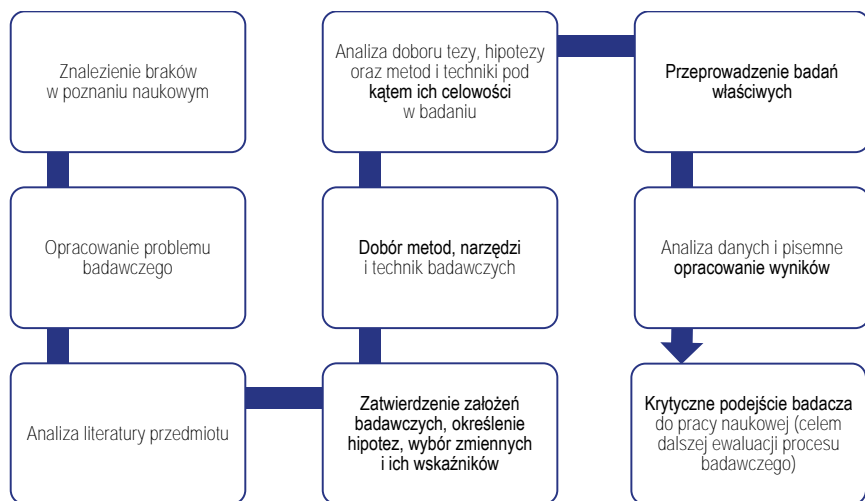 Znalezienie braków
w poznaniu naukowym
Opracowanie problemu
badawczego
Analiza literatury przedmiotu
Zatwierdzenie założeń
badawczych, określenie
hipotez, wybór zmiennych
i ich wskaźników
Dobór metod, narzędzi
i technik badawczych
Analiza doboru tezy, hipotezy
oraz metod i techniki pod
kątem ich celowości
w badaniu
Przeprowadzenie badań
właściwych
Analiza danych i pisemne
opracowanie wyników
Krytyczne podejście badacza
do pracy naukowej (celem
dalszej ewaluacji procesu
badawczego)